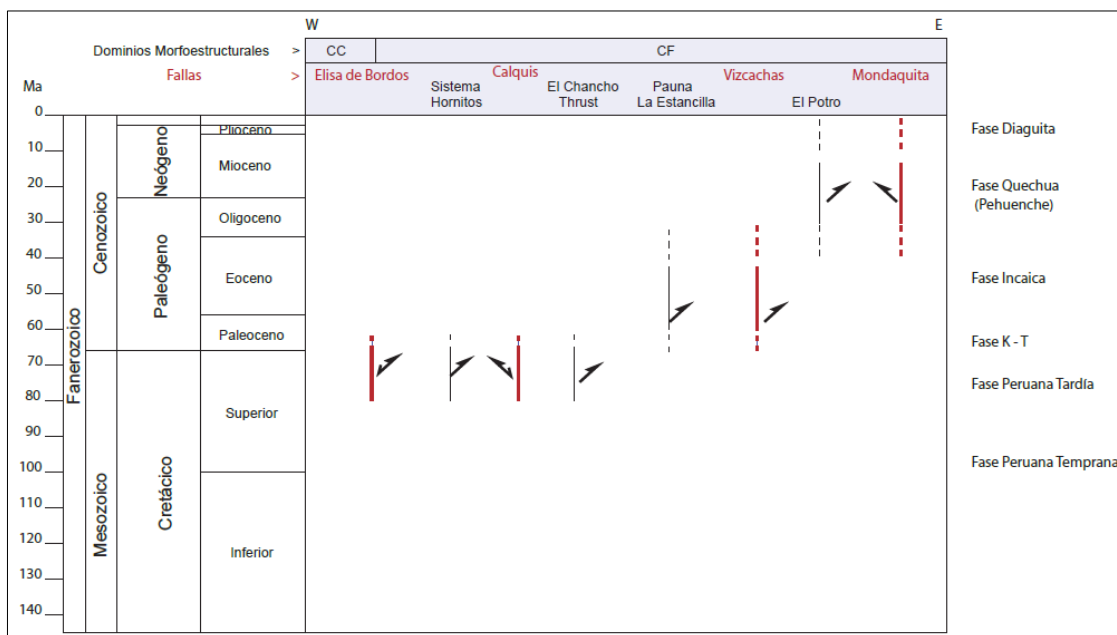 W E
Dominios Morfoestructurales > CC CF
Fallas > Elisa de Bordos Calquis Vizcachas Mondaquita
Sistema Hornitos El Chancho Thrust Pauna La Estancilla El Potro
Ma
0
10
20
30
40
50
60
70
80
90
100
110
120
130
140
Fanerozoico
Cenozoico
Mesozoico
Neógeno
Paleógeno
Cretácico
Plioceno
Mioceno
Oligoceno
Eoceno
Paleoceno
Superior
Inferior
Fase Diaguita
Fase Quechua
(Pehuenche)
Fase Incaica
Fase K - T
Fase Peruana Tardía
Fase Peruana Temprana